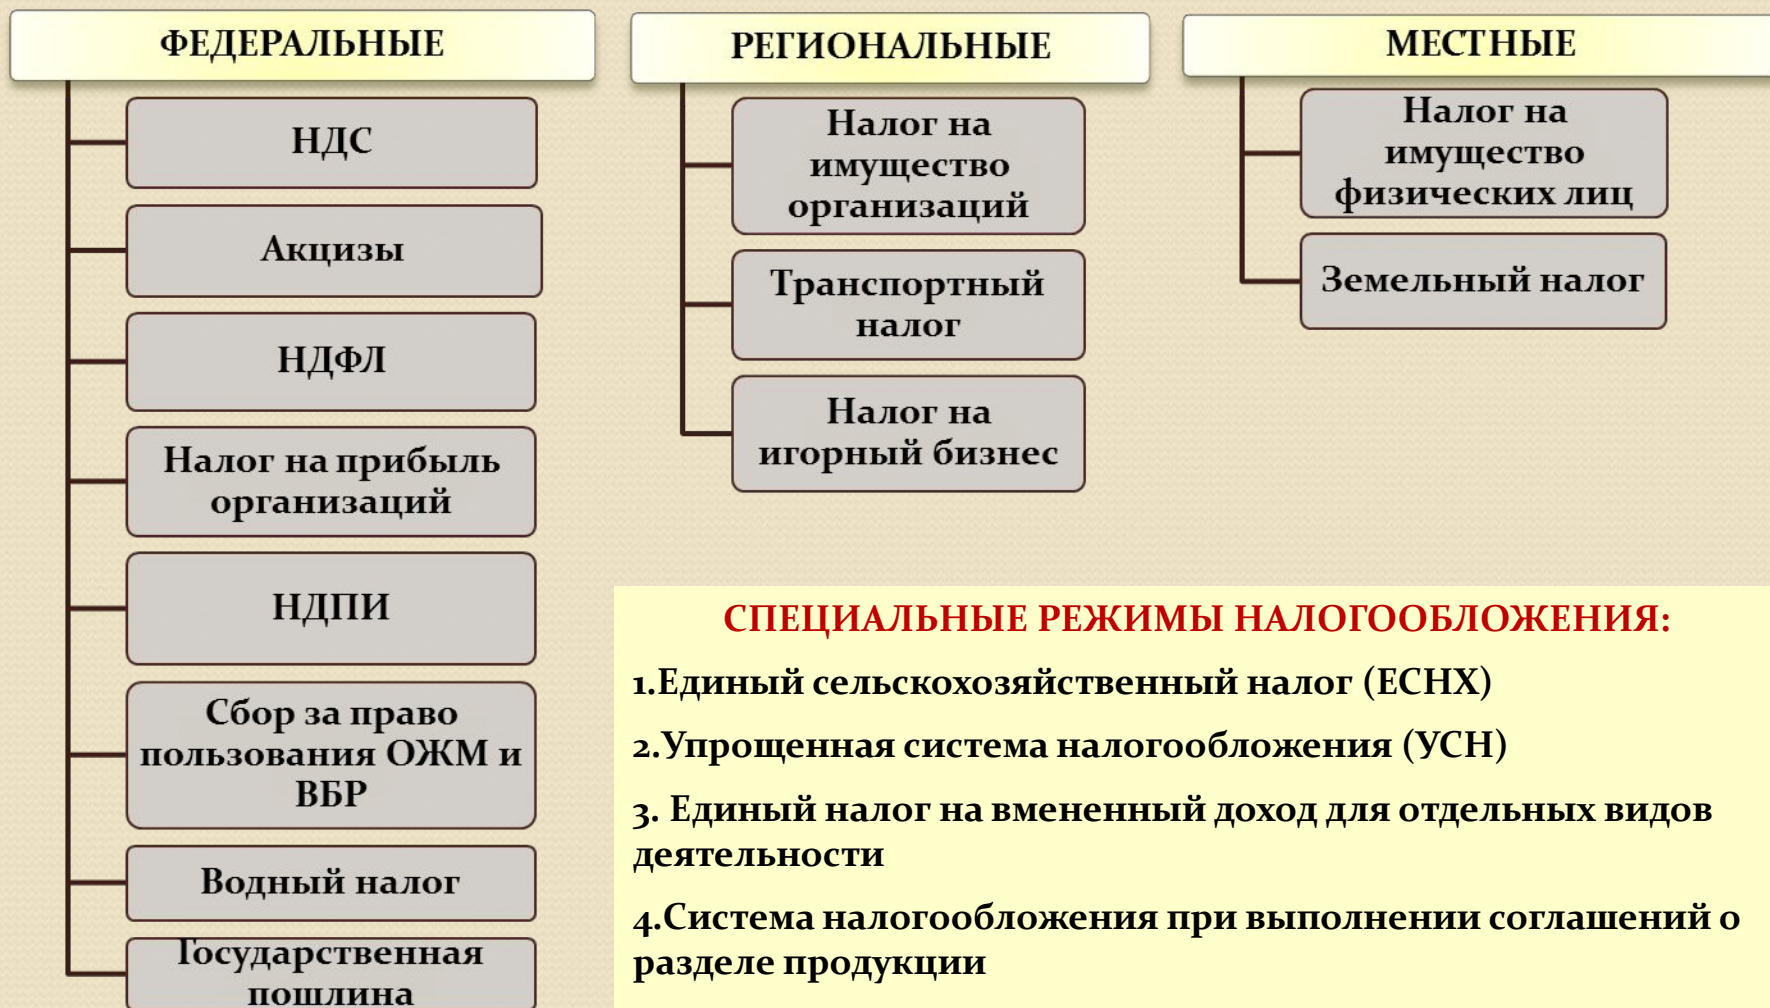 ФЕДЕРАЛЬНЫЕ
НДС
Акцизы
НДФЛ
Налог на прибыль
организаций
НДПИ
Сбор за право
пользования ОЖМ и
ВБР
Водный налог
Государственная
пошлина
РЕГИОНАЛЬНЫЕ
Налог на
имущество
организаций
Транспортный
налог
Налог на
игорный бизнес
МЕСТНЫЕ
Налог на
имущество
физических лиц
Земельный налог
СПЕЦИАЛЬНЫЕ РЕЖИМЫ НАЛОГООБЛОЖЕНИЯ:
1.Единый сельскохозяйственный налог (ЕСНХ)
2.Упрощенная система налогообложения (УСН)
3. Единый налог на вмененный доход для отдельных видов
деятельности
4.Система налогообложения при выполнении соглашений о
разделе продукции